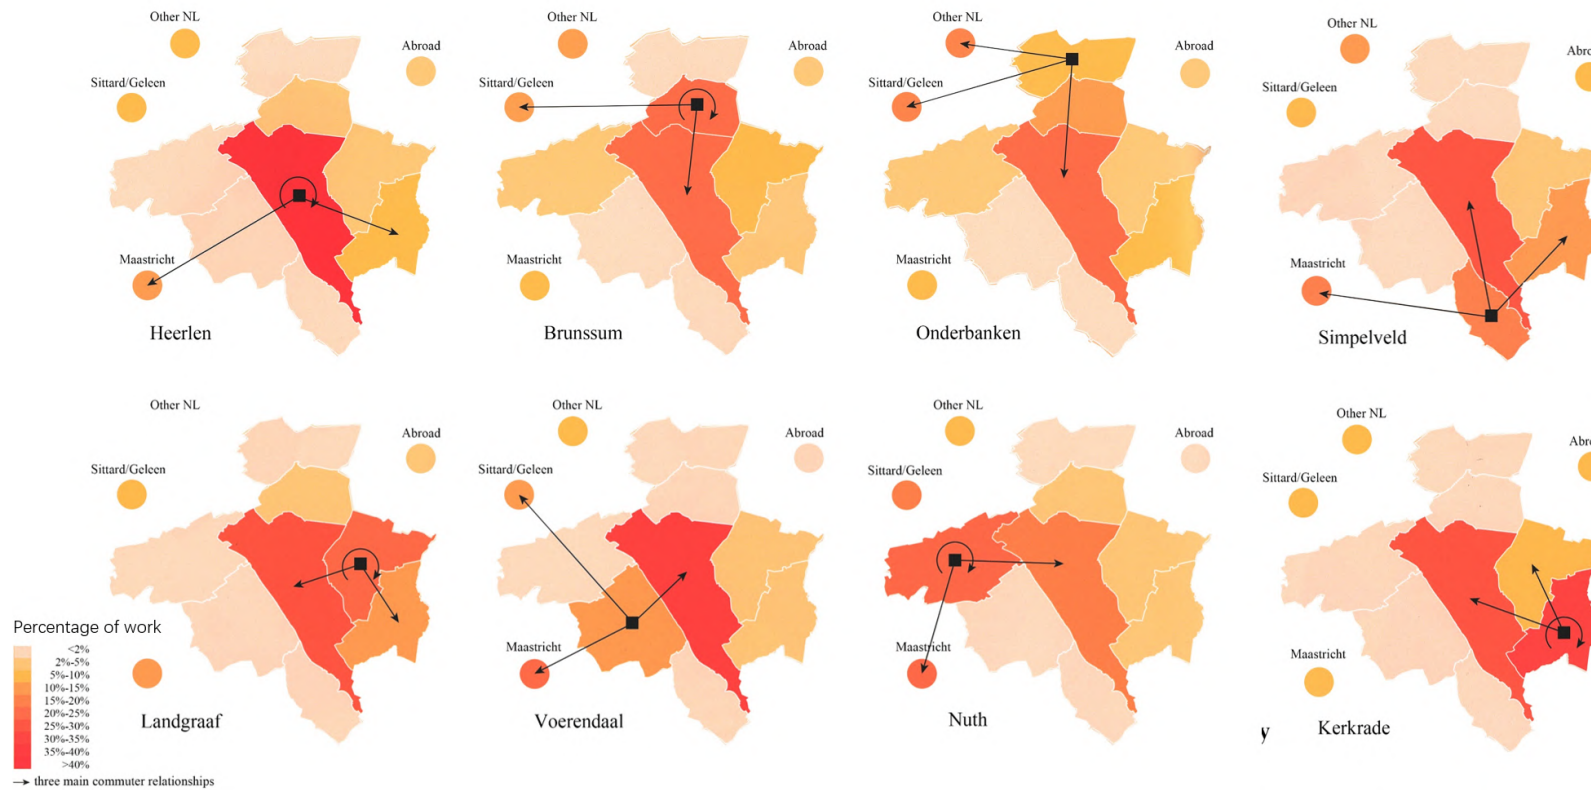 Other NL
Abroad
Sittard/Geleen
Maastricht
Heerlen
Other NL
Abroad
Sittard/Geleen
Maastricht
Brunssum
Other NL
Abroad
Sittard/Geleen
Maastricht
Onderbanken
Other NL
Abro
Sittard/Geleen
Maastricht
Simpelveld
Other NL
Abroad
Sittard/Geleen
Landgraaf
Other NL
Abroad
Sittard/Geleen
Maastricht
Voerendaal
Other NL
Abroad
Sittard/Geleen
Maastricht
Nuth
Other NL
Abro
Sittard/Geleen
Maastricht
y
Kerkrade
Percentage of work
<2%
2%-5%
5%-10%
10%-15%
15%-20%
20%-25%
25%-30%
30%-35%
35%-40%
>40%
three main commuter relationships